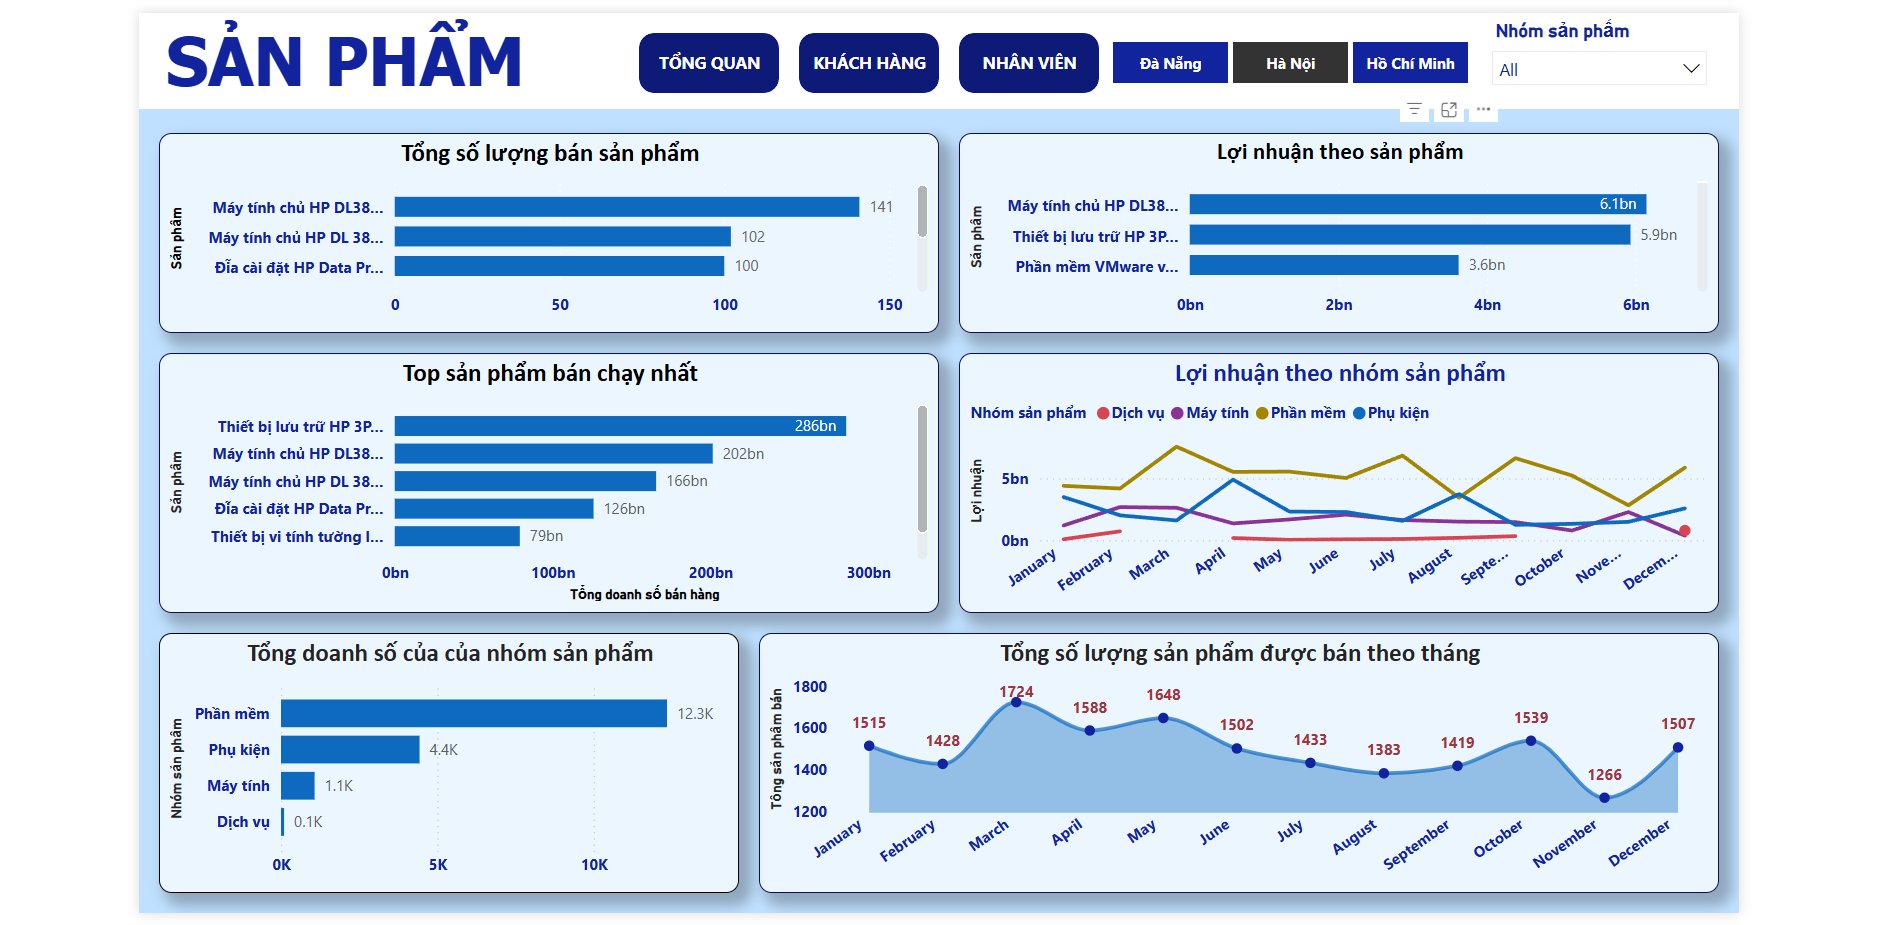 SẢN PHẨM
TỔNG QUAN
KHÁCH HÀNG
NHÂN VIÊN
Đà Nẵng
Hà Nội
Hồ Chí Minh
Nhóm sản phẩm
All
Tổng số lượng bán sản phẩm
Sản phẩm
Máy tính chủ HP DL38...
141
Máy tính chủ HP DL 38...
102
Đĩa cài đặt HP Data Pr...
100
0 50 100 150
Lợi nhuận theo sản phẩm
Sản phẩm
Máy tính chủ HP DL38...
6.1bn
Thiết bị lưu trữ HP 3P...
5.9bn
Phần mềm VMware v...
3.6bn
0bn 2bn 4bn 6bn
Top sản phẩm bán chạy nhất
Sản phẩm
Thiết bị lưu trữ HP 3P...
286bn
Máy tính chủ HP DL38...
202bn
Máy tính chủ HP DL 38...
166bn
Đĩa cài đặt HP Data Pr...
126bn
Thiết bị vi tính tường l...
79bn
0bn 100bn 200bn 300bn
Tổng doanh số bán hàng
Lợi nhuận theo nhóm sản phẩm
Nhóm sản phẩm Dịch vụ Máy tính Phần mềm Phụ kiện
Lợi nhuận
5bn
0bn
January February March April May June July August Septe... October Nove... Decem...
Tổng doanh số của của nhóm sản phẩm
Nhóm sản phẩm
Phần mềm
12.3K
Phụ kiện
4.4K
Máy tính
1.1K
Dịch vụ
0.1K
0K 5K 10K
Tổng số lượng sản phẩm được bán theo tháng
Tổng sản phẩm bán
1800
1600
1400
1200
1515 1428 1724 1588 1648 1502 1433 1383 1419 1539 1266 1507
January February March April May June July August September October November December